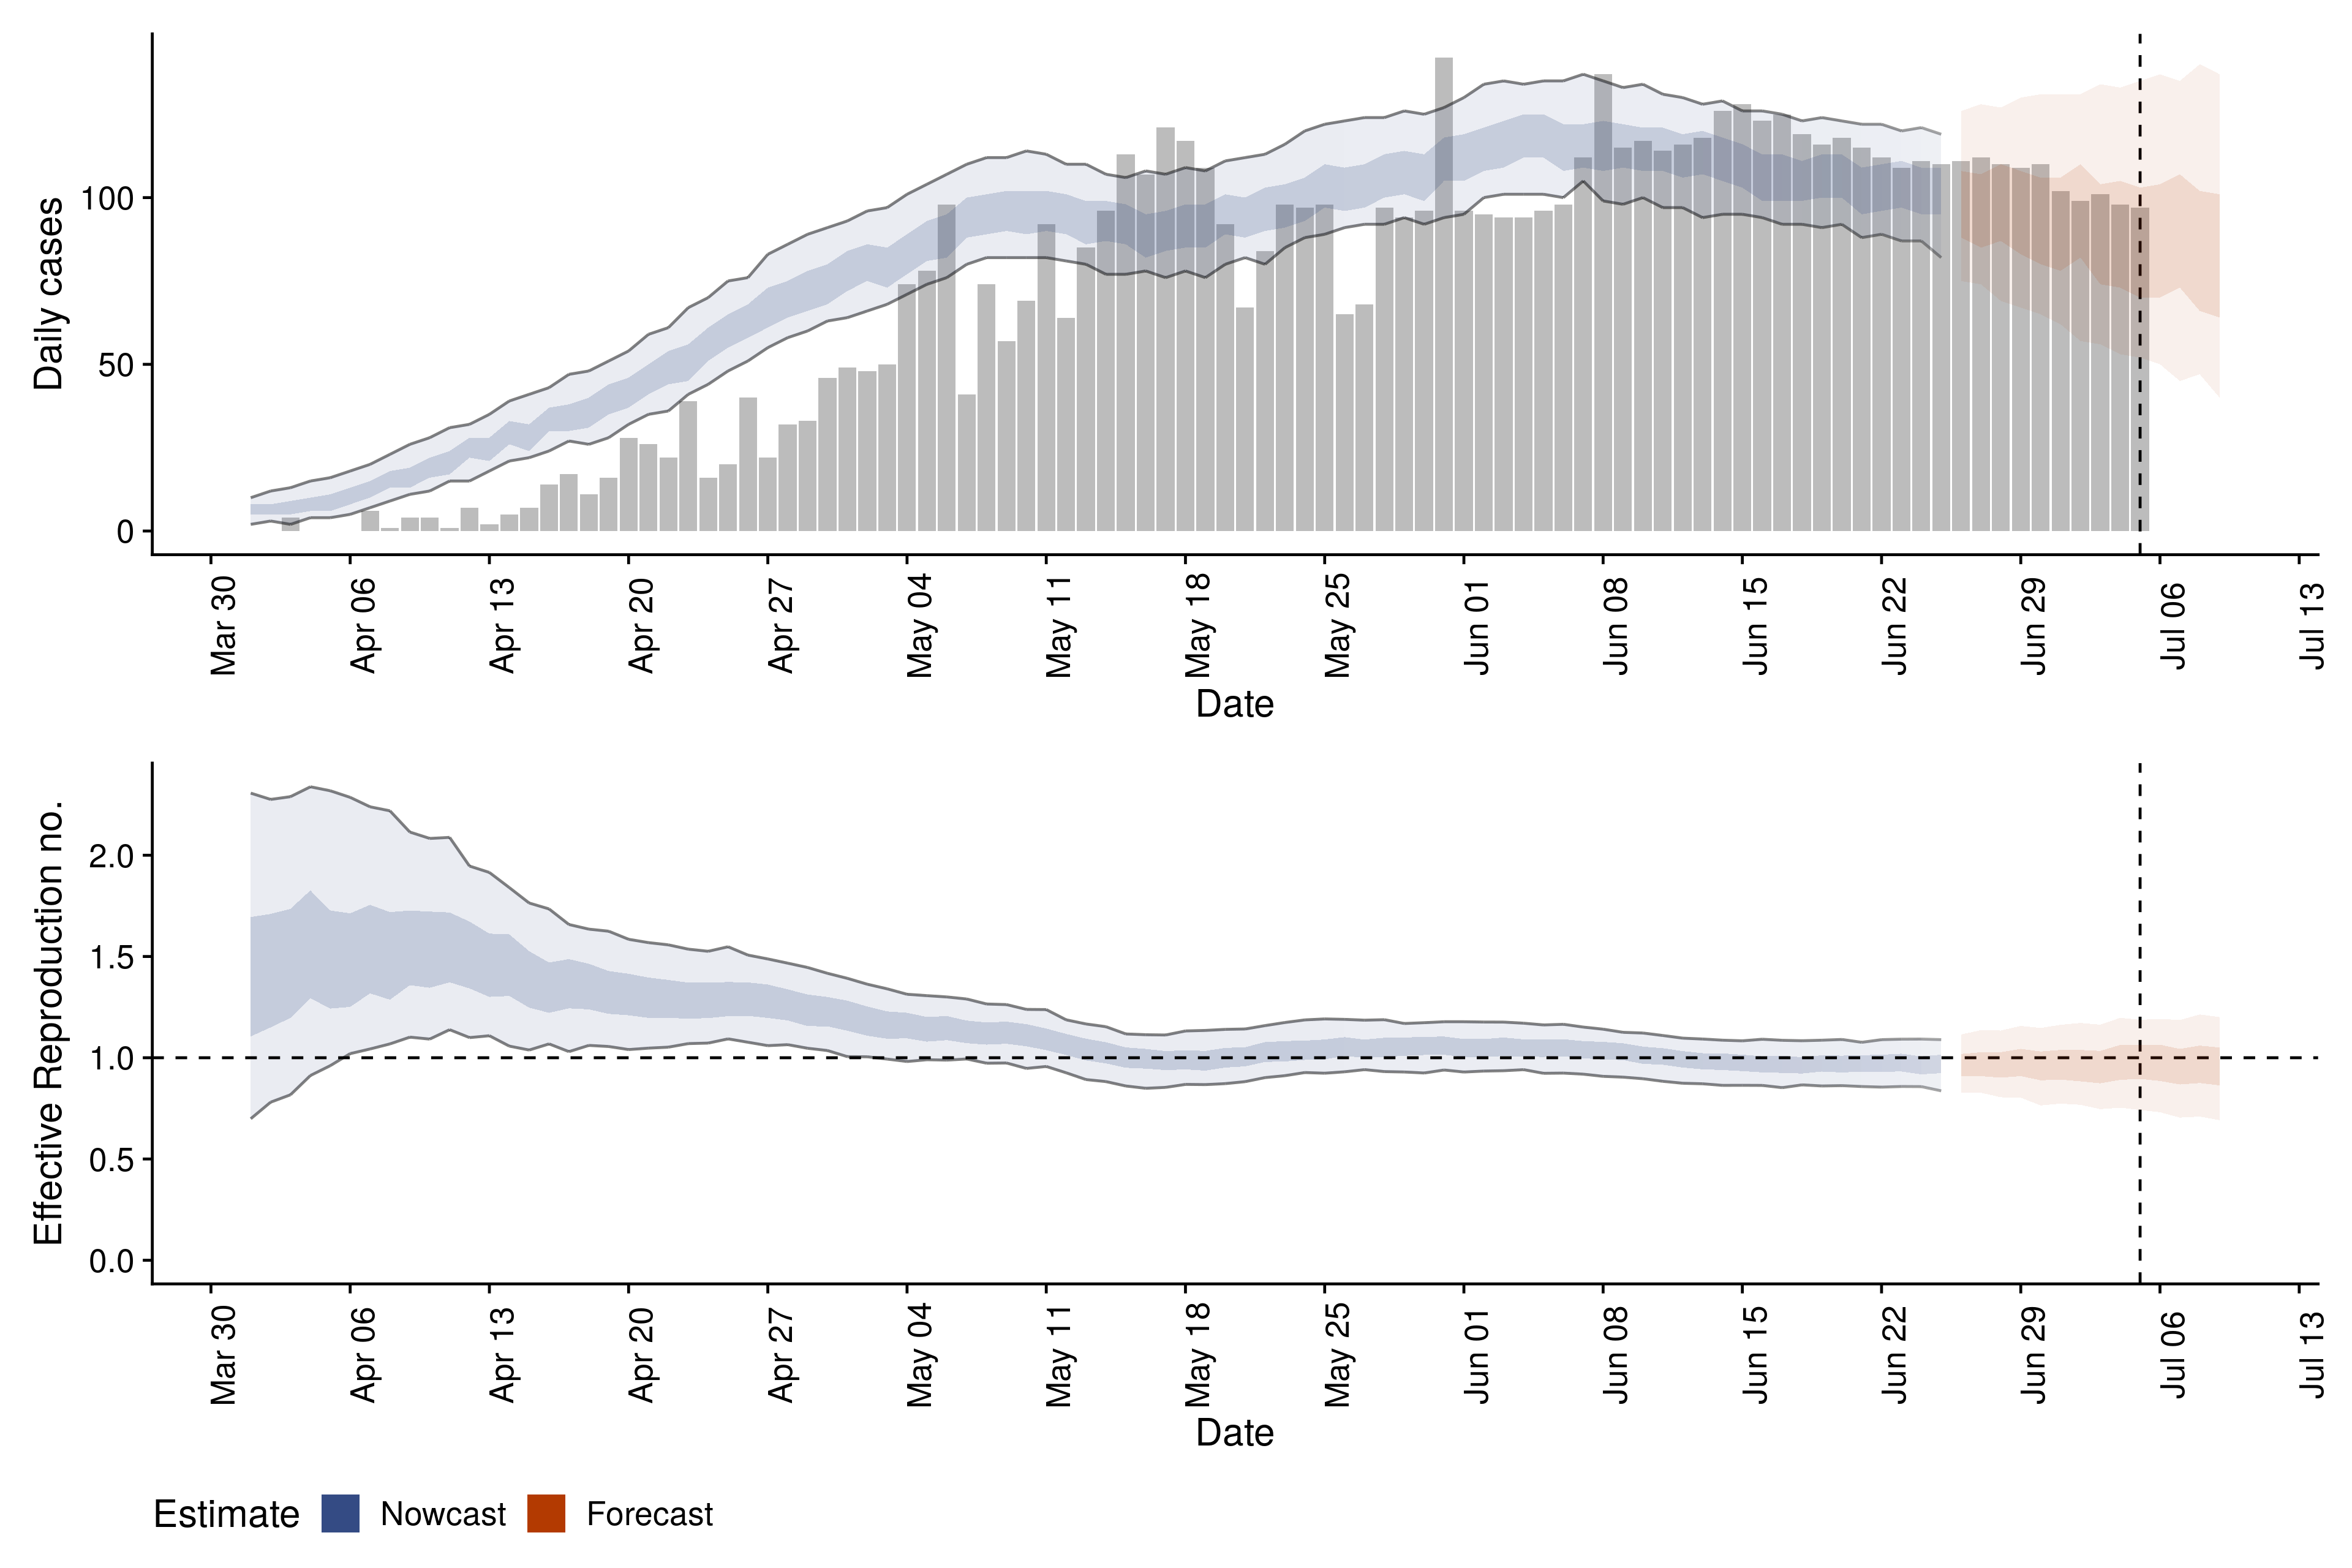 Daily cases
100
50
0
Mar 30
Apr 06
Apr 13
Apr 20
Apr 27
May 04
May 11
May 18
May 25
Jun 01
Jun 08
Jun 15
Jun 22
Jun 29
Jul 06
Jul 13
Date
Effective Reproduction no.
2.0
1.5
1.0
0.5
0.0
Mar 30
Apr 06
Apr 13
Apr 20
Apr 27
May 04
May 11
May 18
May 25
Jun 01
Jun 08
Jun 15
Jun 22
Jun 29
Jul 06
Jul 13
Date
Estimate Nowcast Forecast